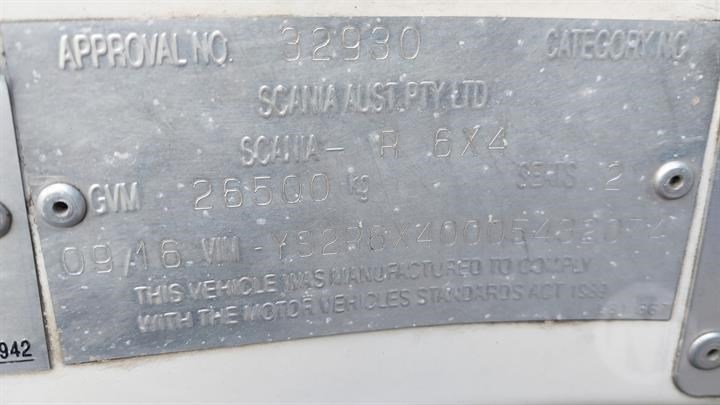 APPROVAL NO. 32930 CATEGORY NC
SCANIA AUST. PTY LTD
SCANIA - R 6X4
GVM 26500 KG SEATS 2
09/16 VIN - YS2R6X40005432074
THIS VEHICLE WAS MANUFACTURED TO COMPLY
WITH THE MOTOR VEHICLES STANDARDS ACT 1989
942